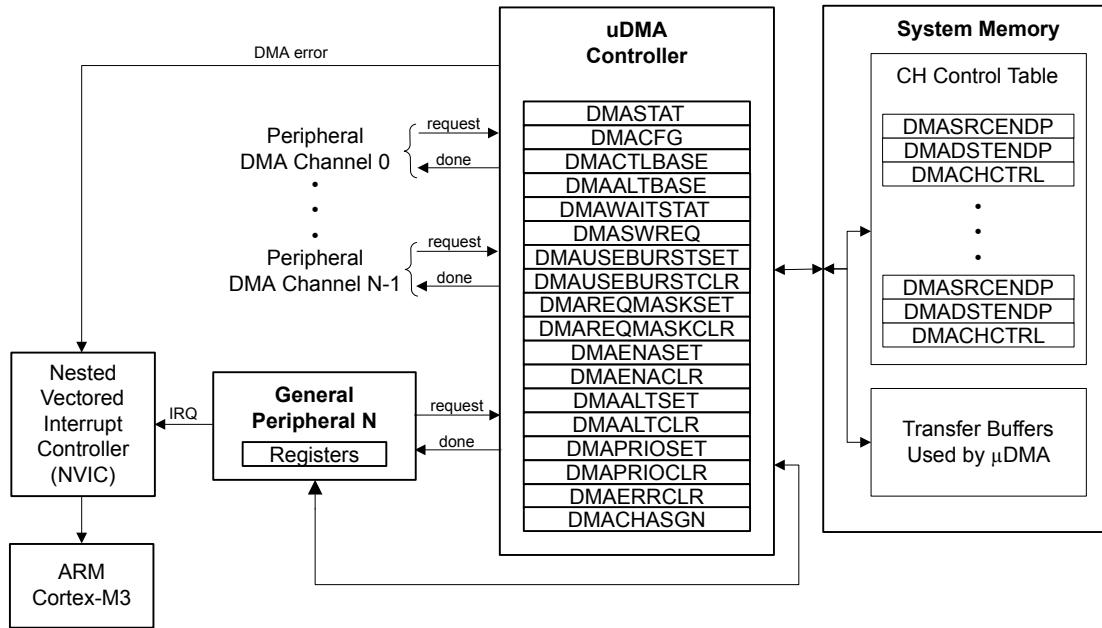 uDMA
Controller
DMASTAT
DMACFG
DMACTLBASE
DMAALTBASE
DMAWAITSTAT
DMASWREQ
DMAUSEBURSTSET
DMAUSEBURSTCLR
DMAREQMASKSET
DMAREQMASKCLR
DMAENASET
DMAENACLR
DMAALTSET
DMAALTCLR
DMAPRIOSET
DMAPRIOCLR
DMAERRCLR
DMACHASGN
System Memory
CH Control Table
DMASRCENDP
DMADSTENDP
DMACHCTRL
DMASRCENDP
DMADSTENDP
DMACHCTRL
Transfer Buffers
Used by μDMA
DMA error
Peripheral
DMA Channel 0
request
done
Peripheral
DMA Channel N-1
request
done
Nested
Vectored
Interrupt
Controller
(NVIC)
IRQ
General
Peripheral N
Registers
request
done
ARM
Cortex-M3